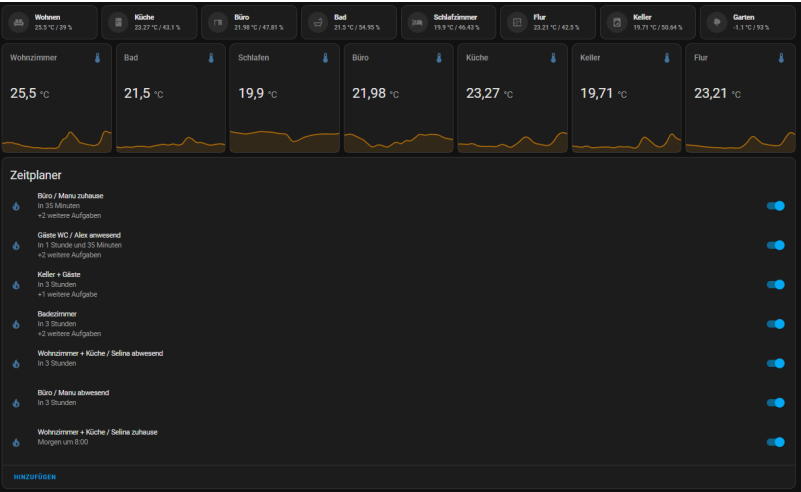 Wohnen
25.5 °C / 39 %
Küche
23.27 °C / 43.1 %
Büro
21.98 °C / 47.81 %
Bad
21.5 °C / 54.95 %
Schlafzimmer
19.9 °C / 46.43 %
Flur
23.21 °C / 42.5 %
Keller
19.71 °C / 50.64 %
Garten
-1.1 °C / 93 %
Wohnzimmer
25,5 °C
Bad
21,5 °C
Schlafen
19,9 °C
Büro
21,98 °C
Küche
23,27 °C
Keller
19,71 °C
Flur
23,21 °C
Zeitplaner
Büro / Manu zuhause
In 35 Minuten
+2 weitere Aufgaben
Gäste WC / Alex anwesend
In 1 Stunde und 35 Minuten
+2 weitere Aufgaben
Keller + Gäste
In 3 Stunden
+1 weitere Aufgabe
Badezimmer
In 3 Stunden
+2 weitere Aufgaben
Wohnzimmer + Küche / Selina abwesend
In 3 Stunden
Büro / Manu abwesend
In 3 Stunden
Wohnzimmer + Küche / Selina zuhause
Morgen um 8:00
HINZUFÜGEN